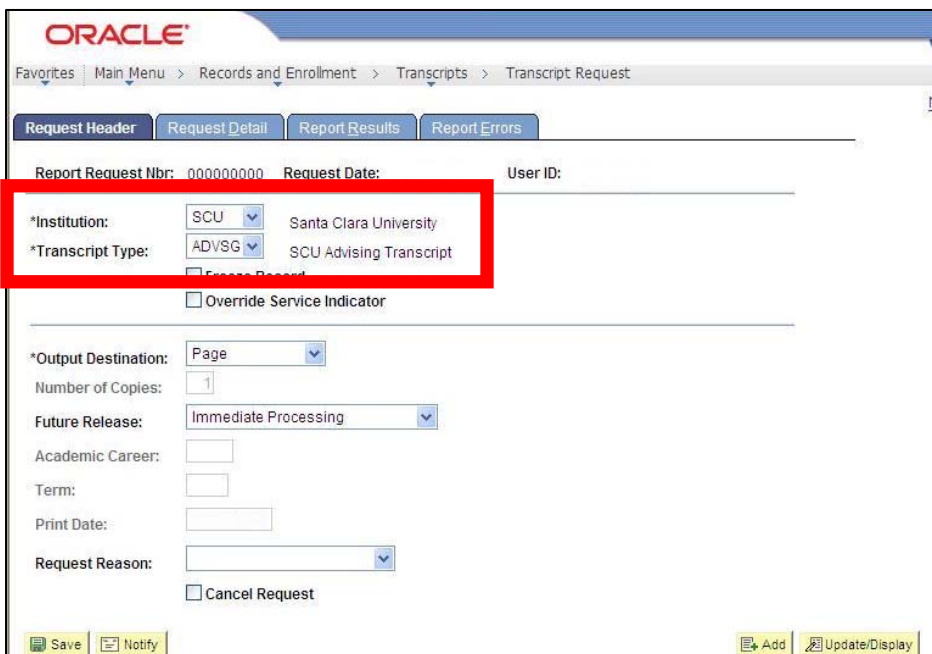 ORACLE
Favorites Main Menu > Records and Enrollment > Transcripts > Transcript Request
Request Header Request Detail Report Results Report Errors
Report Request Nbr: 000000000 Request Date: User ID:
*Institution: SCU Santa Clara University
*Transcript Type: ADVSG SCU Advising Transcript
Freeze Record
Override Service Indicator
*Output Destination: Page
Number of Copies: 1
Future Release: Immediate Processing
Academic Career:
Term:
Print Date:
Request Reason:
Cancel Request
Save Notify Add Update/Display